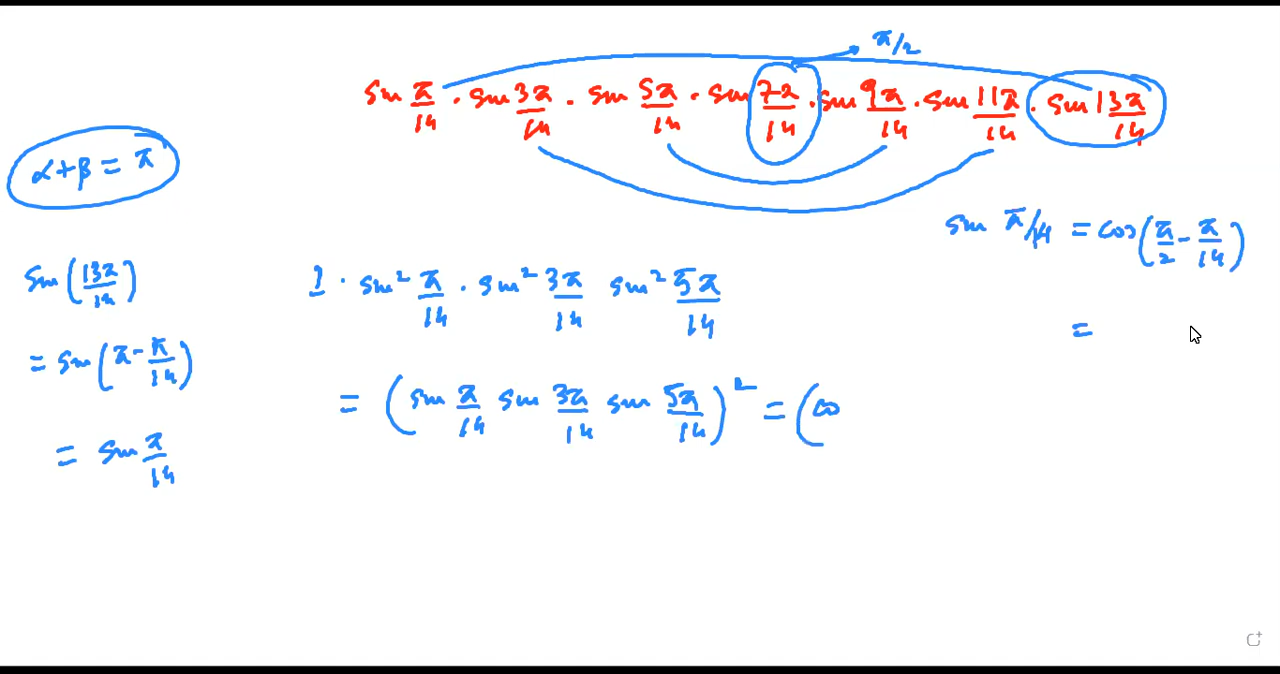 π/2
sin π/14 · sin 3π/14 · sin 5π/14 · sin 7π/14 · sin 9π/14 · sin 11π/14 · sin 13π/14
α+β = π
sin π/14 = cos(π/2 - π/14)
sin(13π/14)
1 · sin² π/14 · sin² 3π/14 sin² 5π/14
=
= sin(π - π/14)
= (sin π/14 sin 3π/14 sin 5π/14)² = (co
= sin π/14